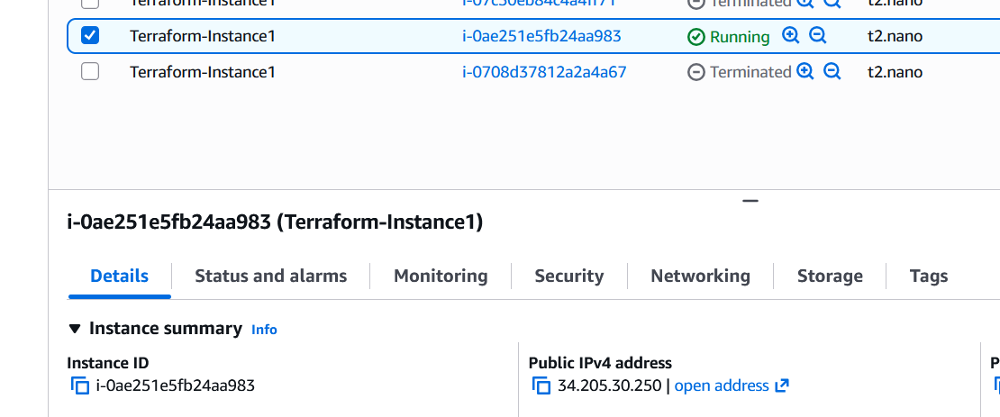 Terraform-Instance1 Terminated t2.nano
Terraform-Instance1 i-0ae251e5fb24aa983 Running t2.nano
Terraform-Instance1 i-0708d37812a2a4a67 Terminated t2.nano
i-0ae251e5fb24aa983 (Terraform-Instance1)
Details Status and alarms Monitoring Security Networking Storage Tags
Instance summary Info
Instance ID Public IPv4 address P
i-0ae251e5fb24aa983 34.205.30.250 | open address